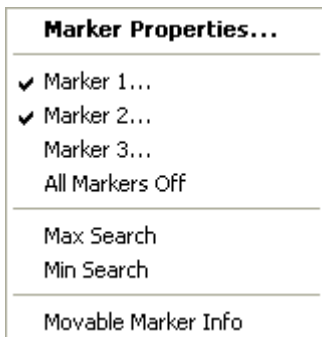 Marker Properties...
Marker 1...
Marker 2...
Marker 3...
All Markers Off
Max Search
Min Search
Movable Marker Info